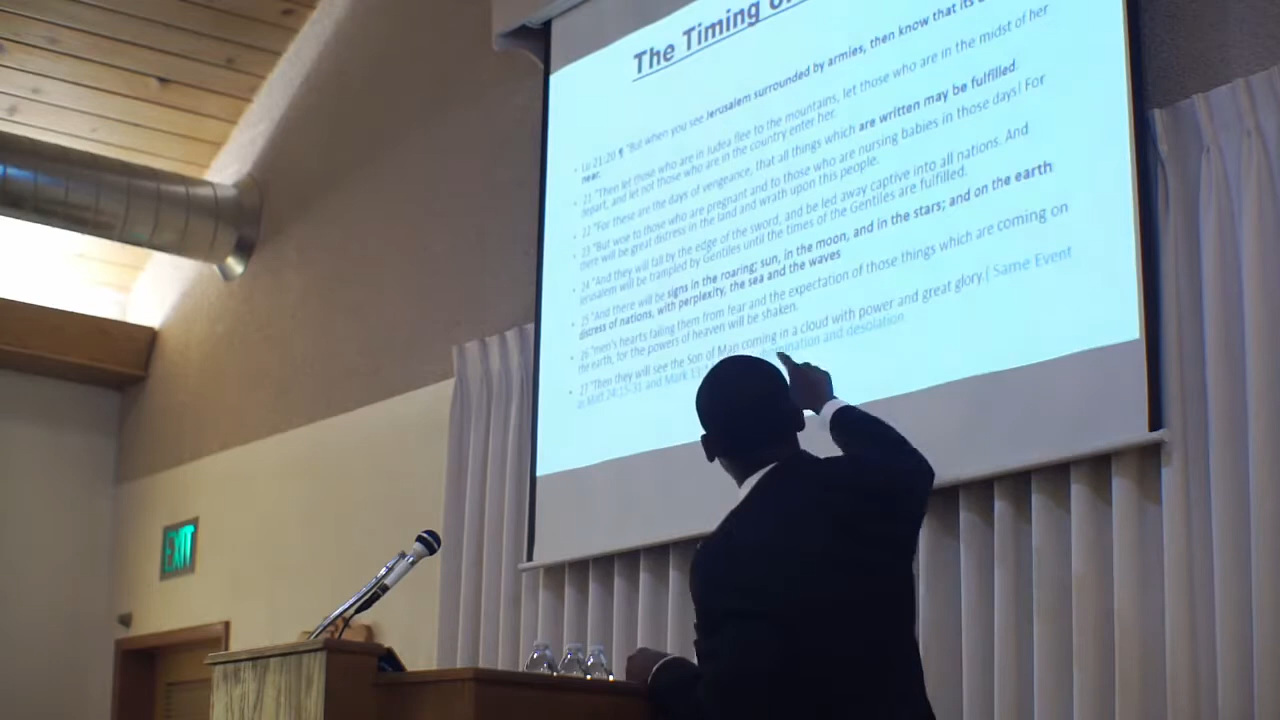 The Timing
• Lu 21:20 ¶ "But when you see Jerusalem surrounded by armies, then know that its
near.
• 21 "Then let those who are in Judea flee to the mountains, let those who are in the midst of her
depart, and let not those who are in the country enter her.
• 22 "For these are the days of vengeance, that all things which are written may be fulfilled.
• 23 "But woe to those who are pregnant and to those who are nursing babies in those days! For
there will be great distress in the land and wrath upon this people.
• 24 "And they will fall by the edge of the sword, and be led away captive into all nations. And
Jerusalem will be trampled by Gentiles until the times of the Gentiles are fulfilled.
• 25 "And there will be signs in the roaring; sun, in the moon, and in the stars; and on the earth
distress of nations, with perplexity, the sea and the waves
• 26 "men's hearts failing them from fear and the expectation of those things which are coming on
the earth, for the powers of heaven will be shaken.
• 27 "Then they will see the Son of Man coming in a cloud with power and great glory.( Same Event
in Matt 24:15-31 and Mark 13: and desolation
EXIT